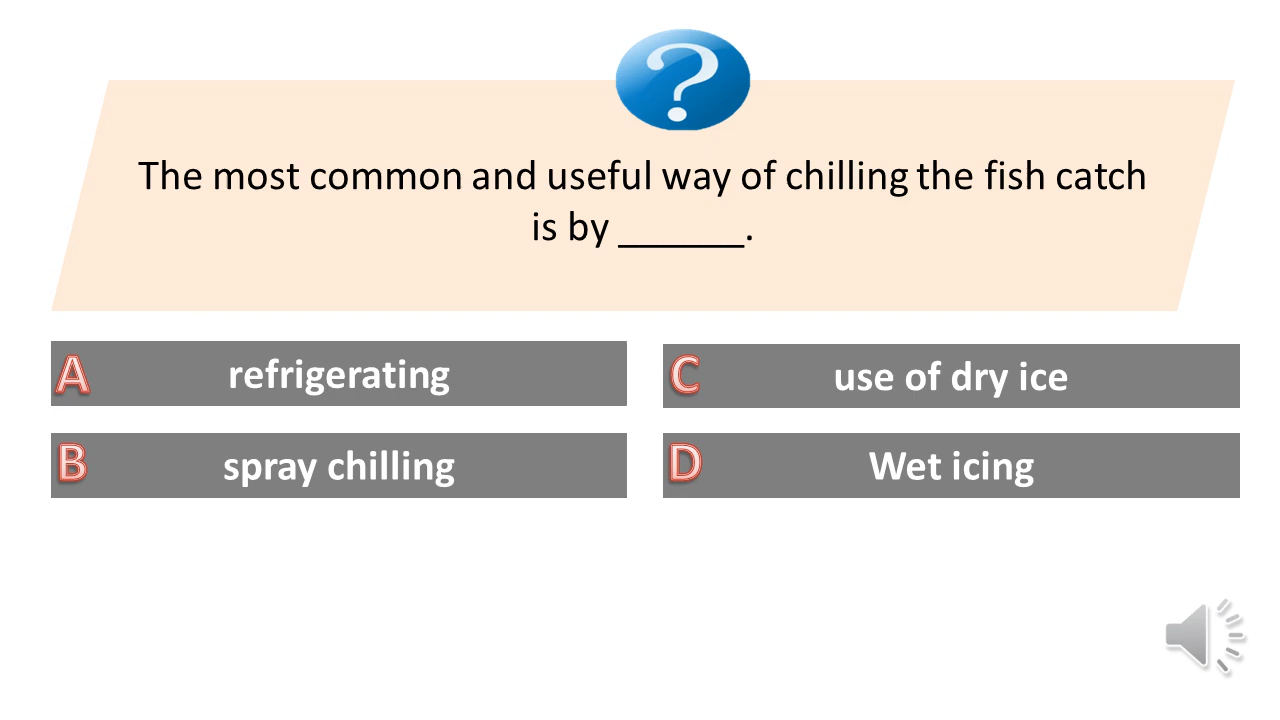 ?
The most common and useful way of chilling the fish catch
is by ______.
A refrigerating
B spray chilling
C use of dry ice
D Wet icing